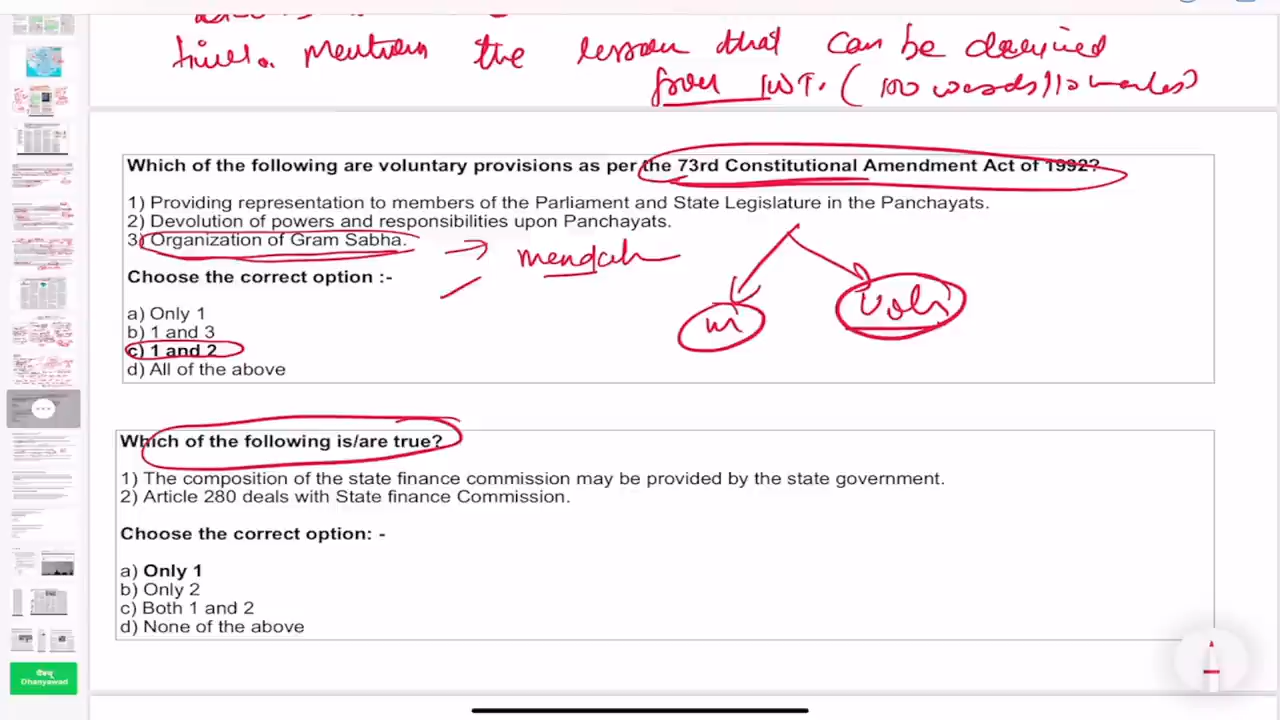 time. Mention the lesson that can be derived
from IWT. (100 words/10 marks)
Which of the following are voluntary provisions as per the 73rd Constitutional Amendment Act of 1992?
1) Providing representation to members of the Parliament and State Legislature in the Panchayats.
2) Devolution of powers and responsibilities upon Panchayats.
3) Organization of Gram Sabha.
Choose the correct option :-
a) Only 1
b) 1 and 3
c) 1 and 2
d) All of the above
m
Which of the following is/are true?
1) The composition of the state finance commission may be provided by the state government.
2) Article 280 deals with State finance Commission.
Choose the correct option: -
a) Only 1
b) Only 2
c) Both 1 and 2
d) None of the above
Dhanyawad